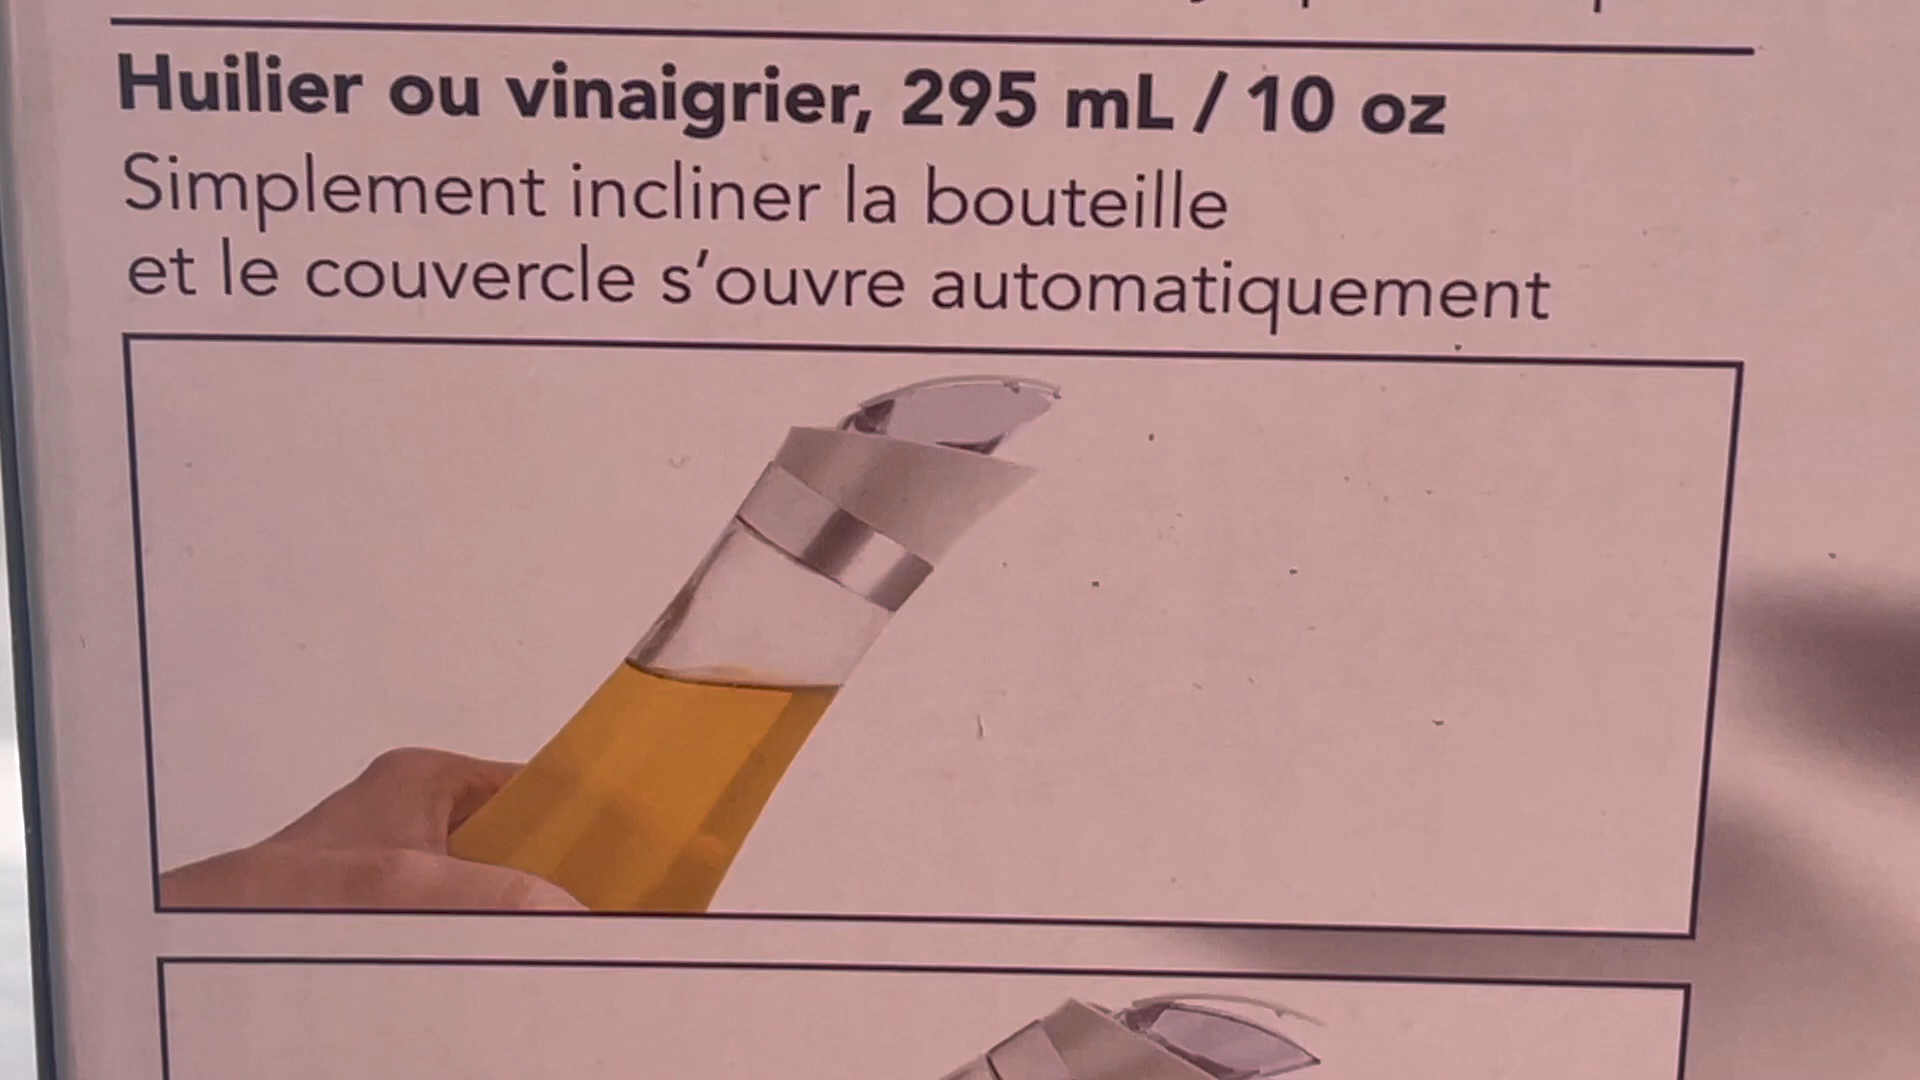 Huilier ou vinaigrier, 295 mL / 10 oz
Simplement incliner la bouteille
et le couvercle s’ouvre automatiquement